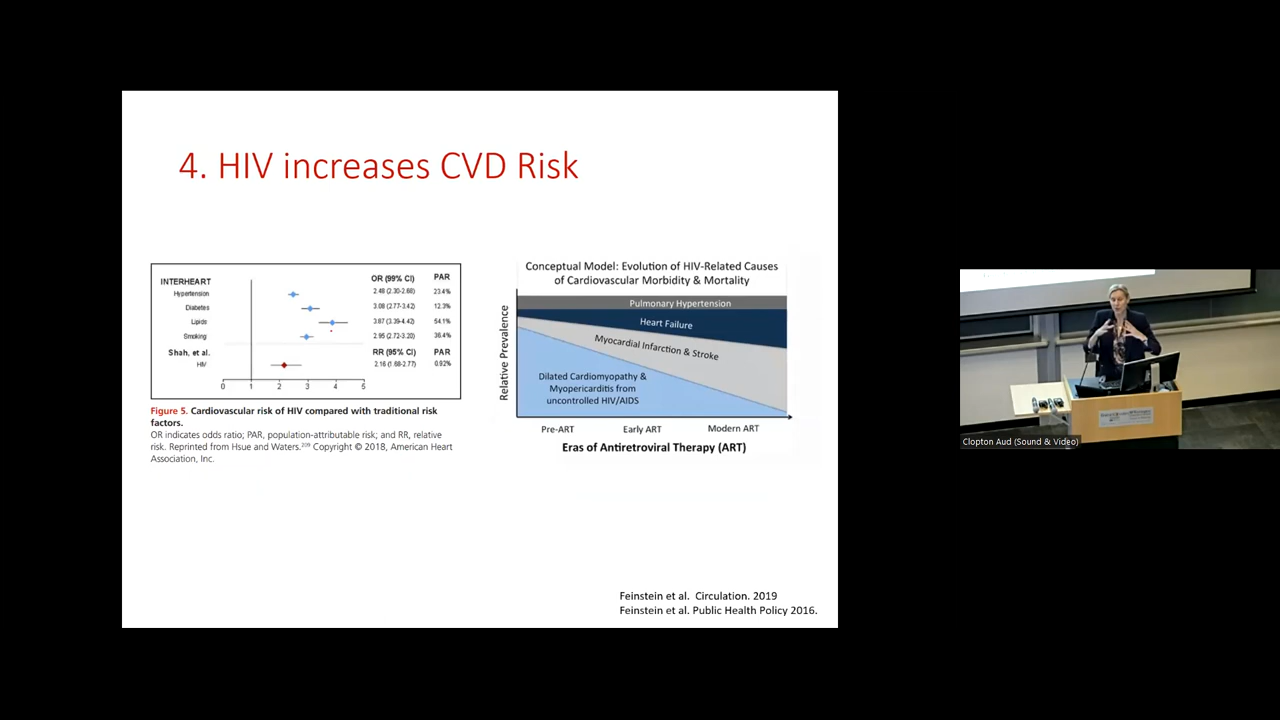 4. HIV increases CVD Risk
INTERHEART OR (99% CI) PAR
Hypertension 2.48 (2.30-2.68) 23.4%
Diabetes 3.08 (2.77-3.42) 12.3%
Lipids 3.87 (3.39-4.42) 54.1%
Smoking 2.95 (2.72-3.20) 36.4%
Shah, et al. RR (95% CI) PAR
HIV 2.16 (1.68-2.77) 0.92%
0 1 2 3 4 5
Figure 5. Cardiovascular risk of HIV compared with traditional risk
factors.
OR indicates odds ratio; PAR, population-attributable risk; and RR, relative
risk. Reprinted from Hsue and Waters.²⁰⁹ Copyright © 2018, American Heart
Association, Inc.
Conceptual Model: Evolution of HIV-Related Causes
of Cardiovascular Morbidity & Mortality
Relative Prevalence
Pulmonary Hypertension
Heart Failure
Myocardial Infarction & Stroke
Dilated Cardiomyopathy &
Myopericarditis from
uncontrolled HIV/AIDS
Pre-ART Early ART Modern ART
Eras of Antiretroviral Therapy (ART)
Feinstein et al. Circulation. 2019
Feinstein et al. Public Health Policy 2016.
Clopton Aud (Sound & Video)